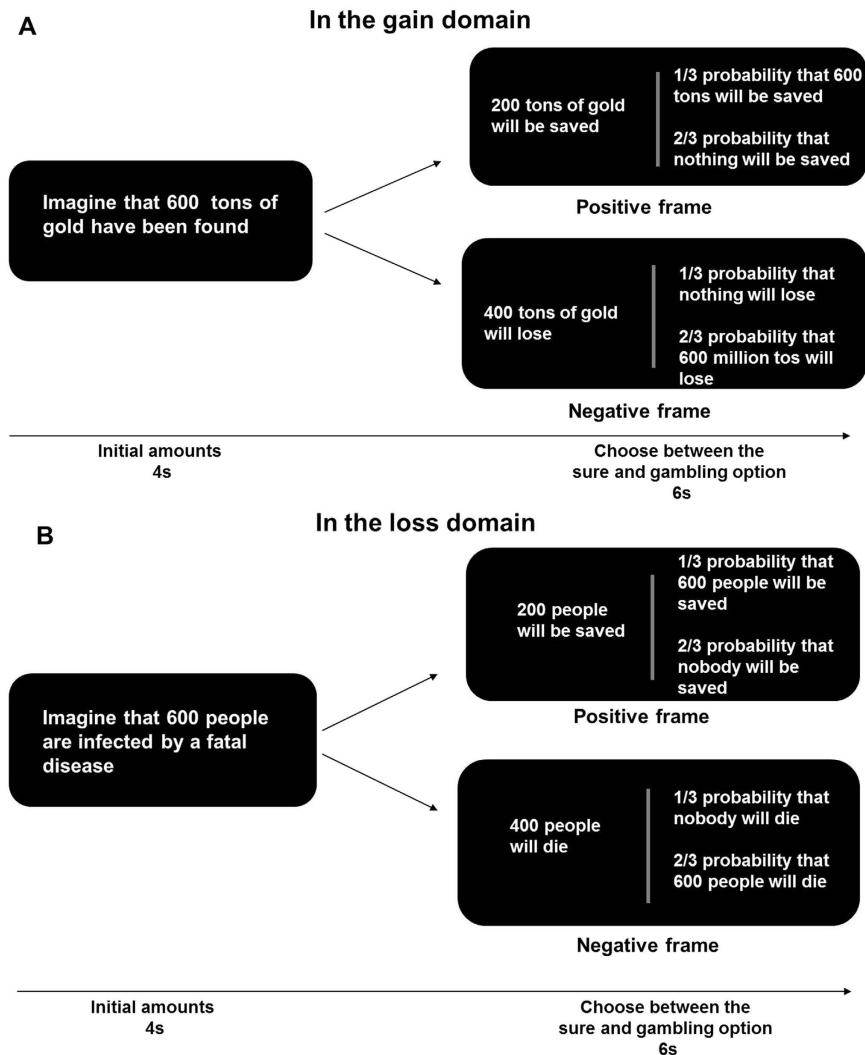 A
In the gain domain
Imagine that 600 tons of
gold have been found
200 tons of gold
will be saved
1/3 probability that 600
tons will be saved
2/3 probability that
nothing will be saved
Positive frame
400 tons of gold
will lose
1/3 probability that
nothing will lose
2/3 probability that
600 million tos will
lose
Negative frame
Initial amounts
4s
Choose between the
sure and gambling option
6s
B
In the loss domain
Imagine that 600 people
are infected by a fatal
disease
200 people
will be saved
1/3 probability that
600 people will be
saved
2/3 probability that
nobody will be
saved
Positive frame
400 people
will die
1/3 probability that
nobody will die
2/3 probability that
600 people will die
Negative frame
Initial amounts
4s
Choose between the
sure and gambling option
6s